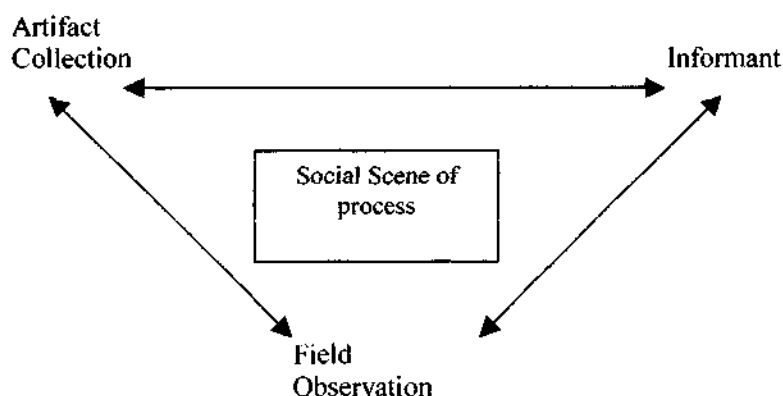 Artifact
Collection
Informant
Social Scene of
process
Field
Observation